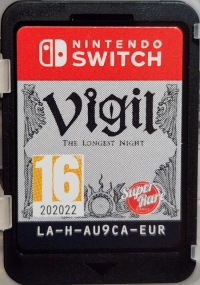 NINTENDO
SWITCH
Vigil
THE LONGEST NIGHT
16
Super
Rare
202022
LA-H-AU9CA-EUR